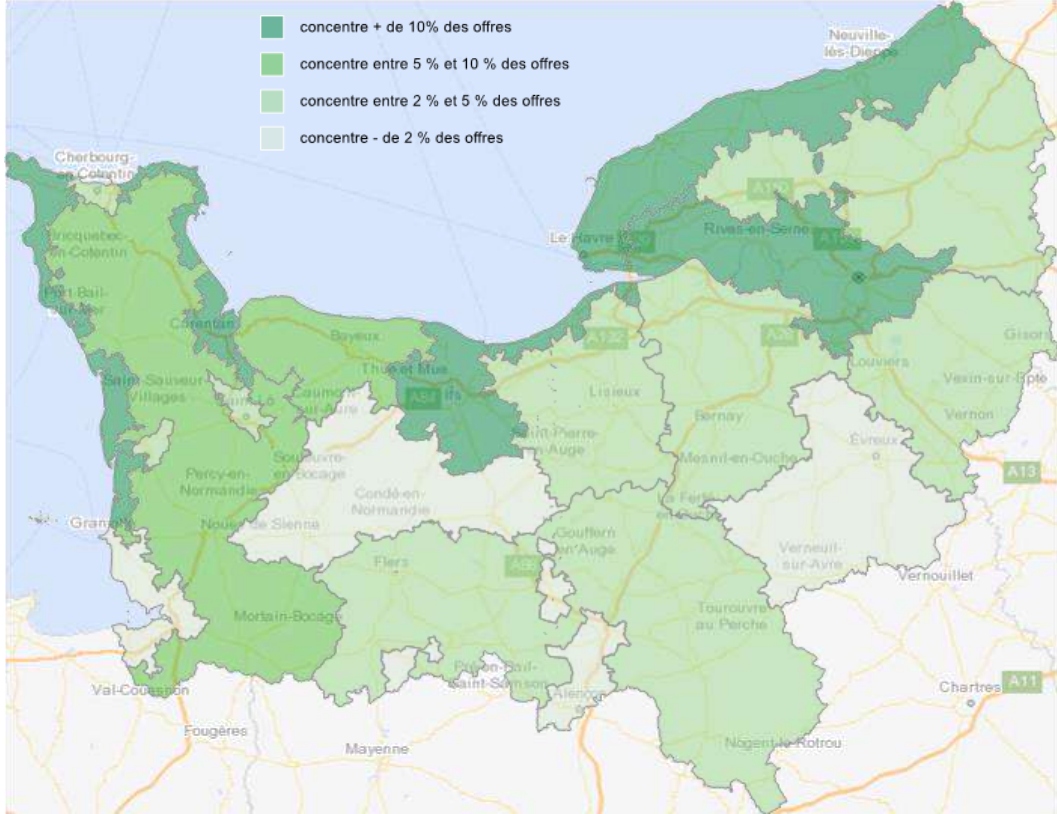 concentre + de 10% des offres
concentre entre 5 % et 10 % des offres
concentre entre 2 % et 5 % des offres
concentre - de 2 % des offres
Neuville-
lès-Dieppe
Cherbourg-
en-Cotentin
Bricquebec-
en-Cotentin
Port-Bail-
sur-Mer
Carentan
Saint-Sauveur-
Villages
Saint-Lô
Bayeux
Thue et Mue
Ifs
A84
Caumont-
sur-Aure
Le Havre
Rives-en-Seine
A150
A132
A28
Lisieux
Bernay
Louviers
Gisors
Vexin-sur-Epte
Vernon
Évreux
A13
Saint-Pierre-
en-Auge
Mesnil-en-Ouche
Souleuvre-
en-Bocage
Percy-en-
Normandie
Condé-en-
Normandie
Noues de Sienne
Granville
La Ferté-
Gouffern
en Auge
Flers
A88
Verneuil-
sur-Avre
Vernouillet
Mortain-Bocage
Tourouvre
au Perche
Pré-en-Pail-
Saint-Samson
Alençon
Val-Couesnon
Chartres
A11
Fougères
Mayenne
Nogent-le-Rotrou